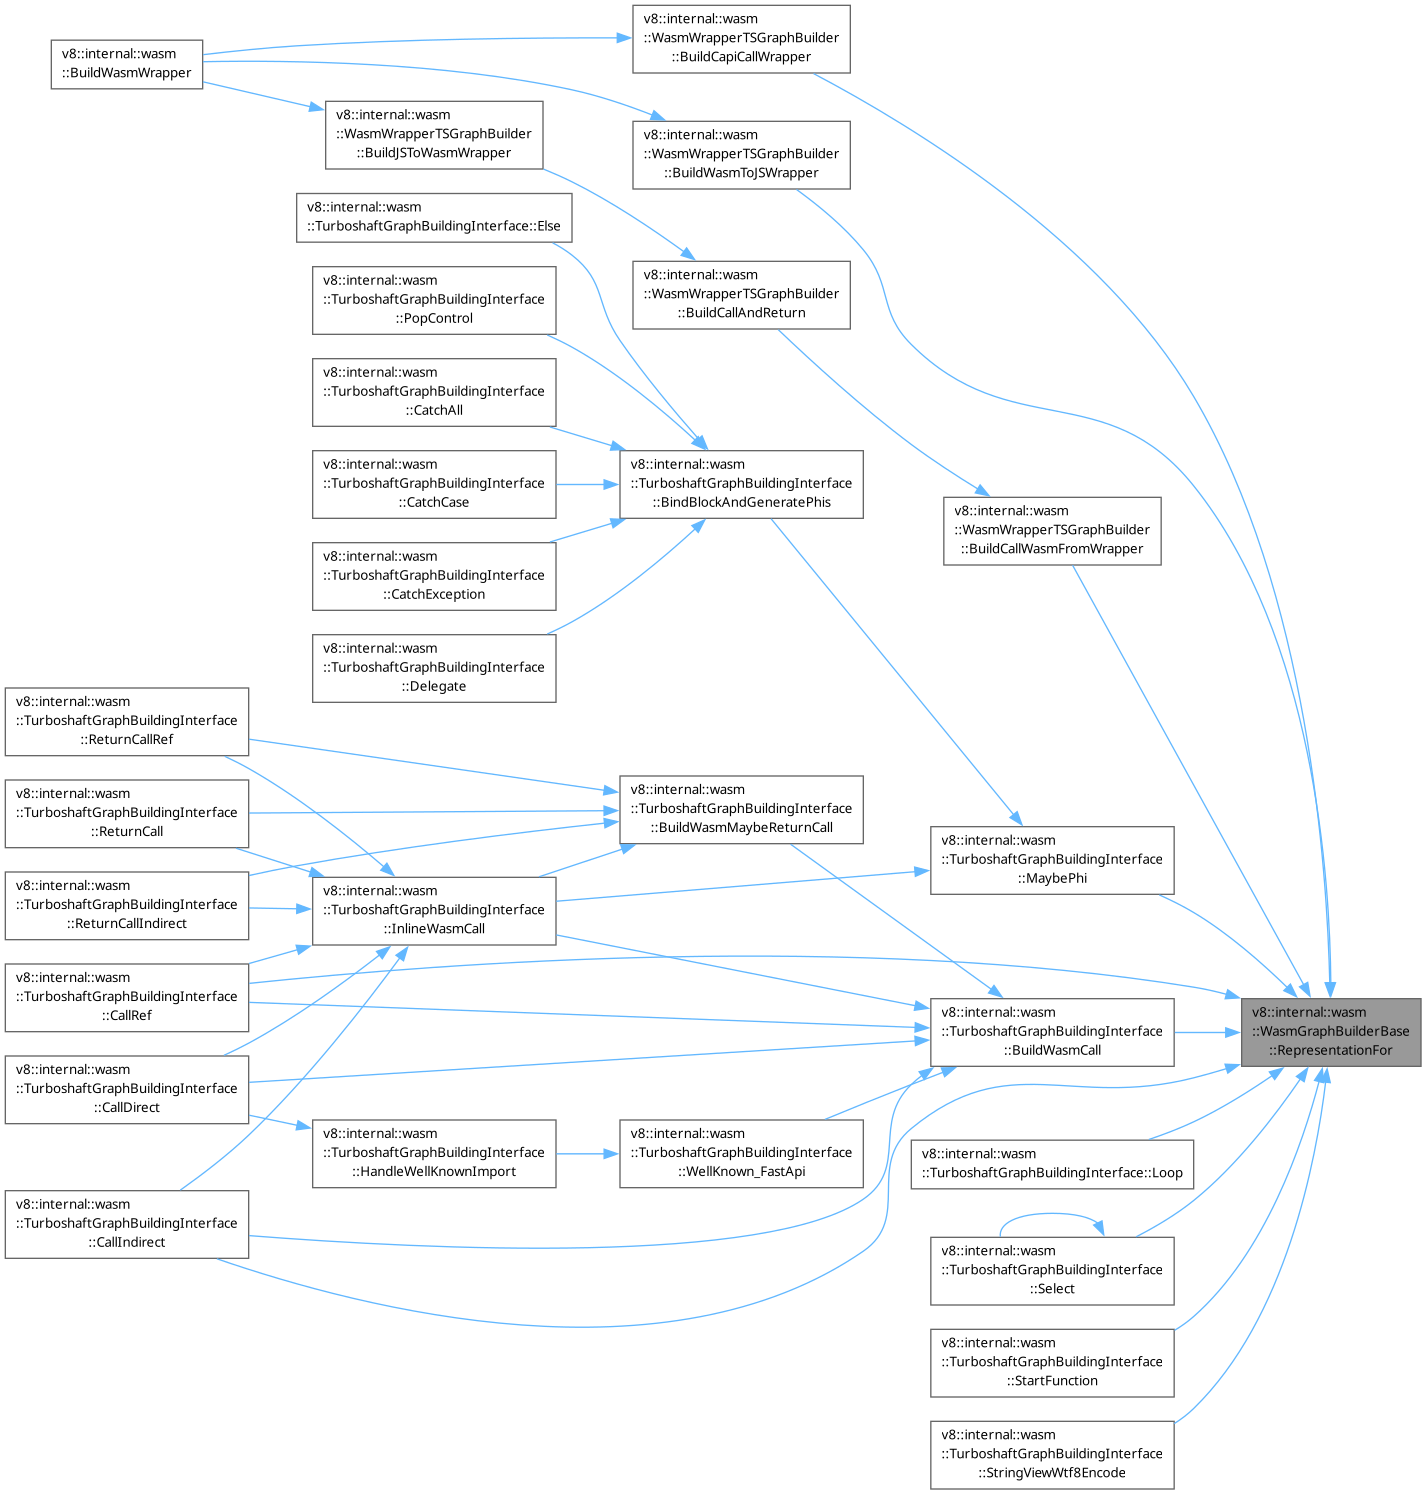 v8::internal::wasm
::WasmWrapperTSGraphBuilder
::BuildCapiCallWrapper
v8::internal::wasm
::BuildWasmWrapper
v8::internal::wasm
::WasmWrapperTSGraphBuilder
::BuildJSToWasmWrapper
v8::internal::wasm
::WasmWrapperTSGraphBuilder
::BuildWasmToJSWrapper
v8::internal::wasm
::TurboshaftGraphBuildingInterface::Else
v8::internal::wasm
::TurboshaftGraphBuildingInterface
::PopControl
v8::internal::wasm
::WasmWrapperTSGraphBuilder
::BuildCallAndReturn
v8::internal::wasm
::TurboshaftGraphBuildingInterface
::CatchAll
v8::internal::wasm
::TurboshaftGraphBuildingInterface
::CatchCase
v8::internal::wasm
::TurboshaftGraphBuildingInterface
::BindBlockAndGeneratePhis
v8::internal::wasm
::WasmWrapperTSGraphBuilder
::BuildCallWasmFromWrapper
v8::internal::wasm
::TurboshaftGraphBuildingInterface
::CatchException
v8::internal::wasm
::TurboshaftGraphBuildingInterface
::Delegate
v8::internal::wasm
::TurboshaftGraphBuildingInterface
::ReturnCallRef
v8::internal::wasm
::TurboshaftGraphBuildingInterface
::ReturnCall
v8::internal::wasm
::TurboshaftGraphBuildingInterface
::BuildWasmMaybeReturnCall
v8::internal::wasm
::TurboshaftGraphBuildingInterface
::MaybePhi
v8::internal::wasm
::TurboshaftGraphBuildingInterface
::ReturnCallIndirect
v8::internal::wasm
::TurboshaftGraphBuildingInterface
::InlineWasmCall
v8::internal::wasm
::TurboshaftGraphBuildingInterface
::CallRef
v8::internal::wasm
::TurboshaftGraphBuildingInterface
::BuildWasmCall
v8::internal::wasm
::WasmGraphBuilderBase
::RepresentationFor
v8::internal::wasm
::TurboshaftGraphBuildingInterface
::CallDirect
v8::internal::wasm
::TurboshaftGraphBuildingInterface
::HandleWellKnownImport
v8::internal::wasm
::TurboshaftGraphBuildingInterface
::WellKnown_FastApi
v8::internal::wasm
::TurboshaftGraphBuildingInterface::Loop
v8::internal::wasm
::TurboshaftGraphBuildingInterface
::CallIndirect
v8::internal::wasm
::TurboshaftGraphBuildingInterface
::Select
v8::internal::wasm
::TurboshaftGraphBuildingInterface
::StartFunction
v8::internal::wasm
::TurboshaftGraphBuildingInterface
::StringViewWtf8Encode